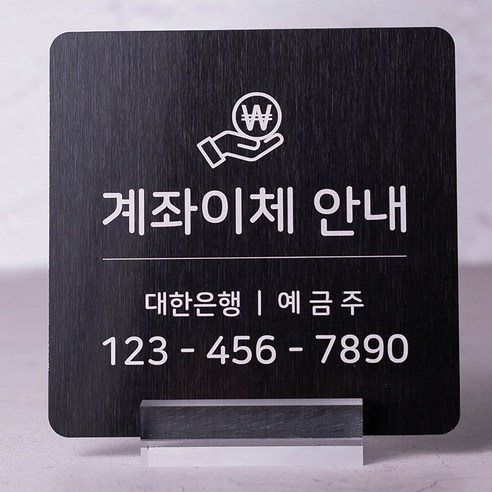 ₩
계좌이체 안내
대한은행 | 예 금 주
123 - 456 - 7890